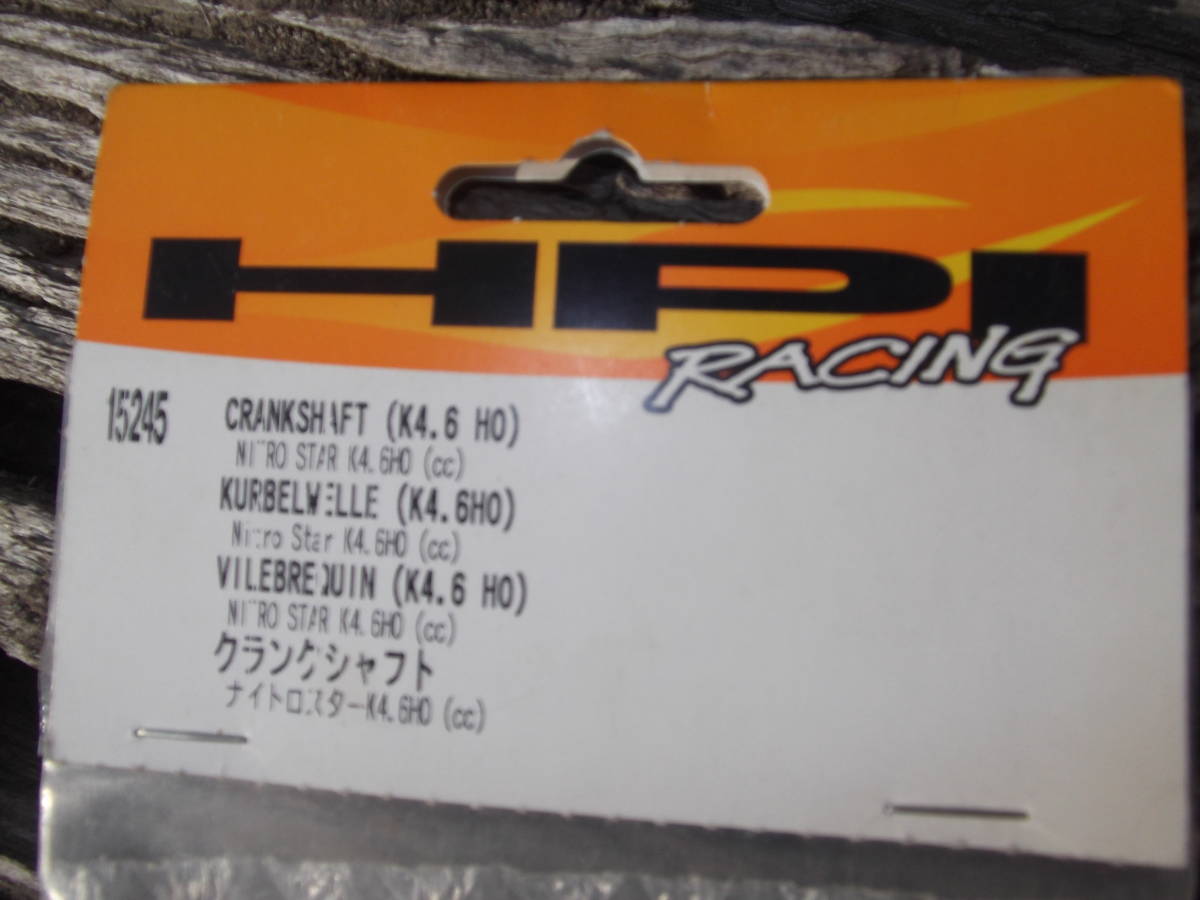 HPI
RACING
15245
CRANKSHAFT (K4.6 HO)
NITRO STAR K4.6HO (cc)
KURBELWELLE (K4.6HO)
Nitro Star K4.6HO (cc)
VILEBREQUIN (K4.6 HO)
NITRO STAR K4.6HO (cc)
クランクシャフト
ナイトロスターK4.6HO (cc)